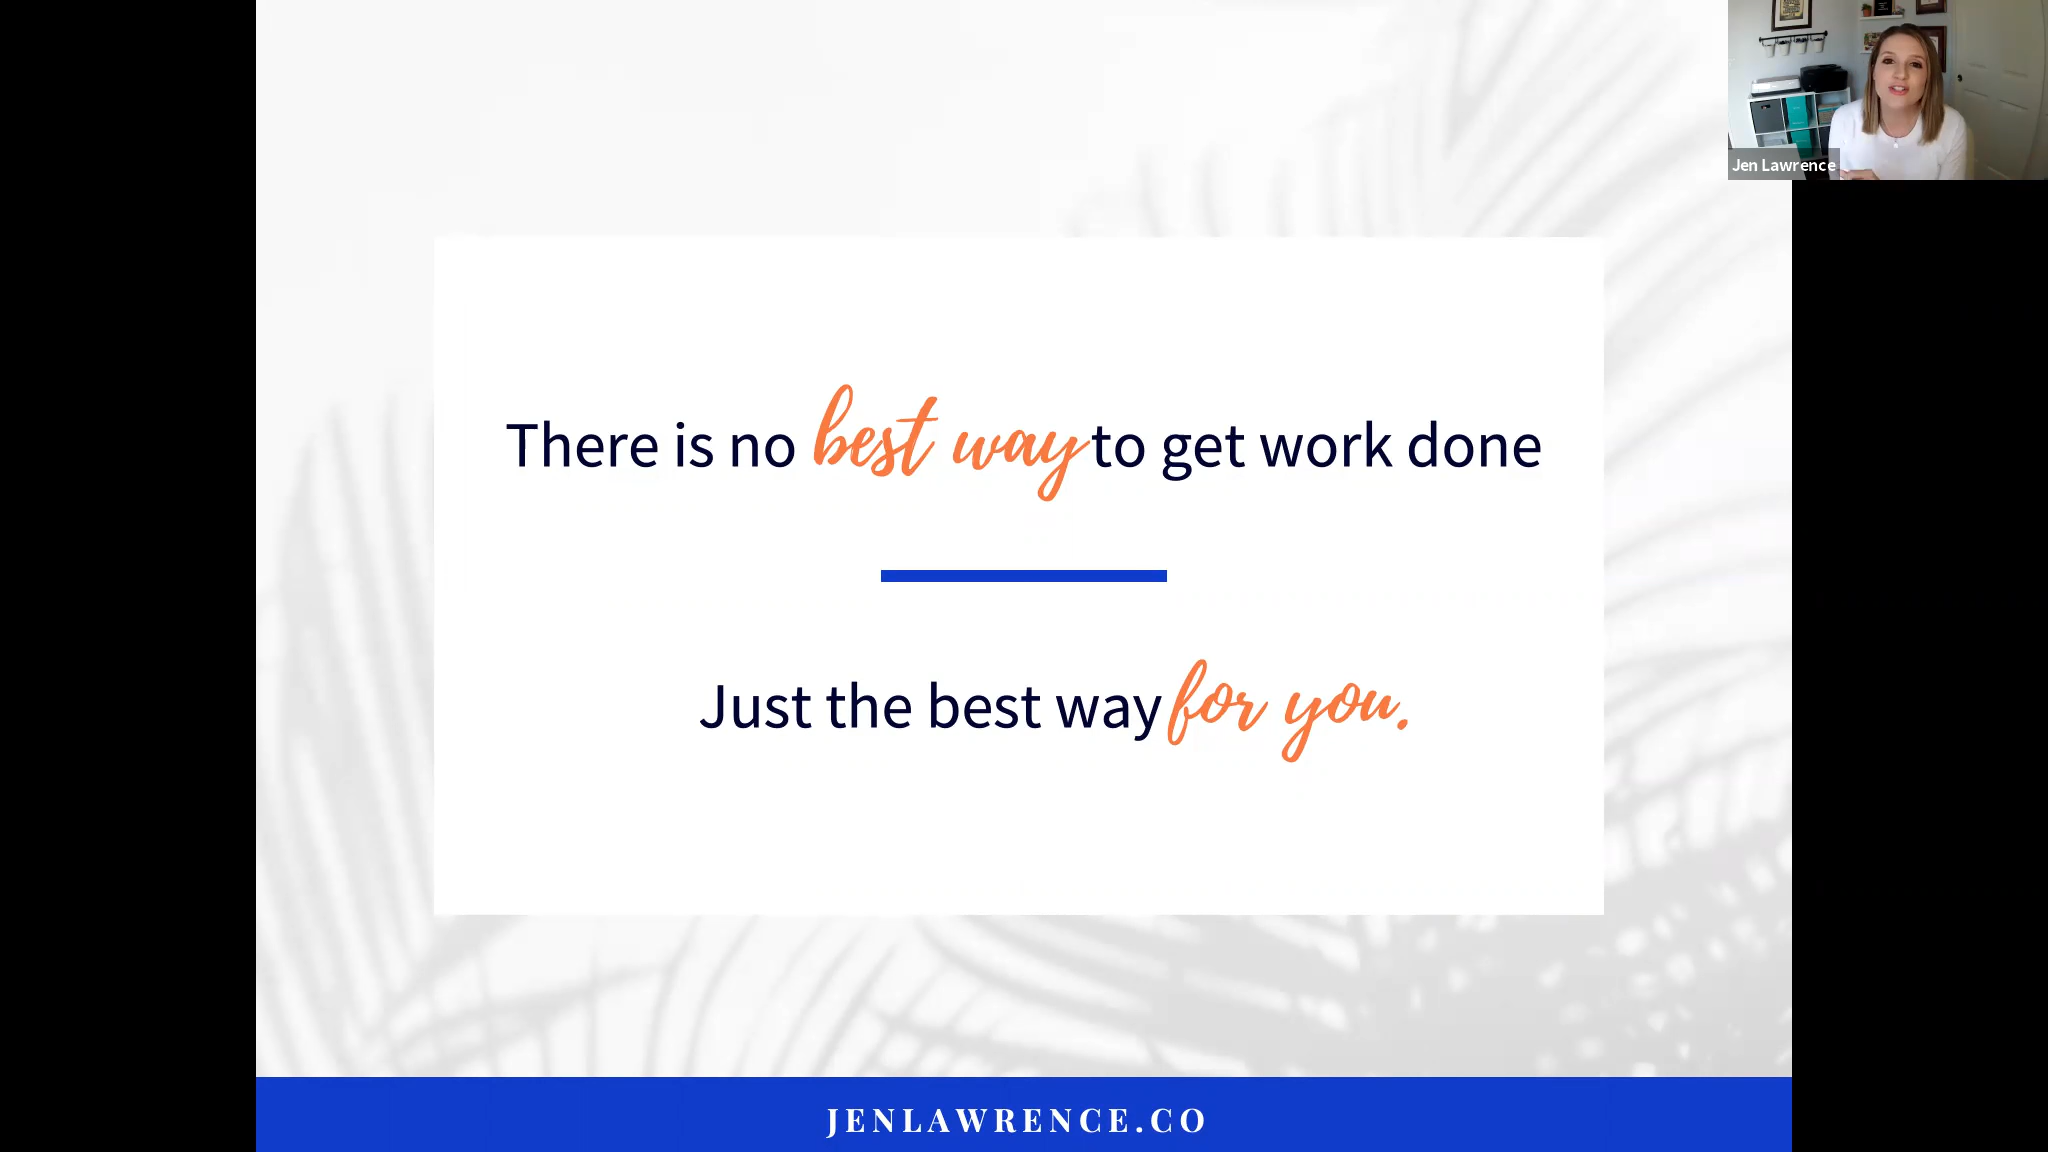 Jen Lawrence
There is no best way to get work done
Just the best way for you.
JENLAWRENCE.CO